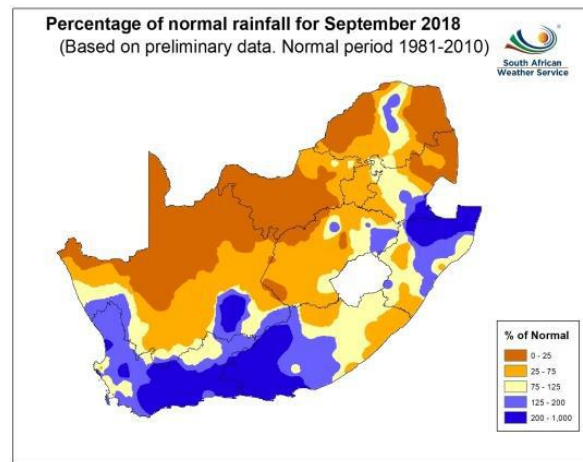 Percentage of normal rainfall for September 2018
(Based on preliminary data. Normal period 1981-2010)
South African
Weather Service
% of Normal
0 - 25
25 - 75
75 - 125
125 - 200
200 - 1,000